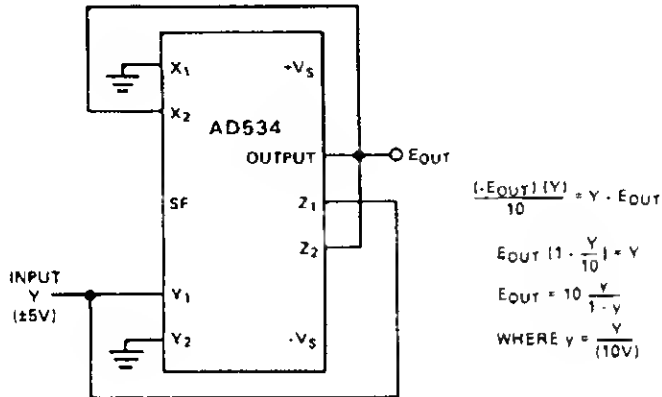 X1
+VS
X2
AD534
OUTPUT
EOUT
SF
Z1
Z2
INPUT
Y
(±5V)
Y1
Y2
-VS
(-EOUT) (Y)
10
= Y - EOUT
EOUT (1 - Y/10) = Y
EOUT = 10 y/1 - y
WHERE y = Y/(10V)